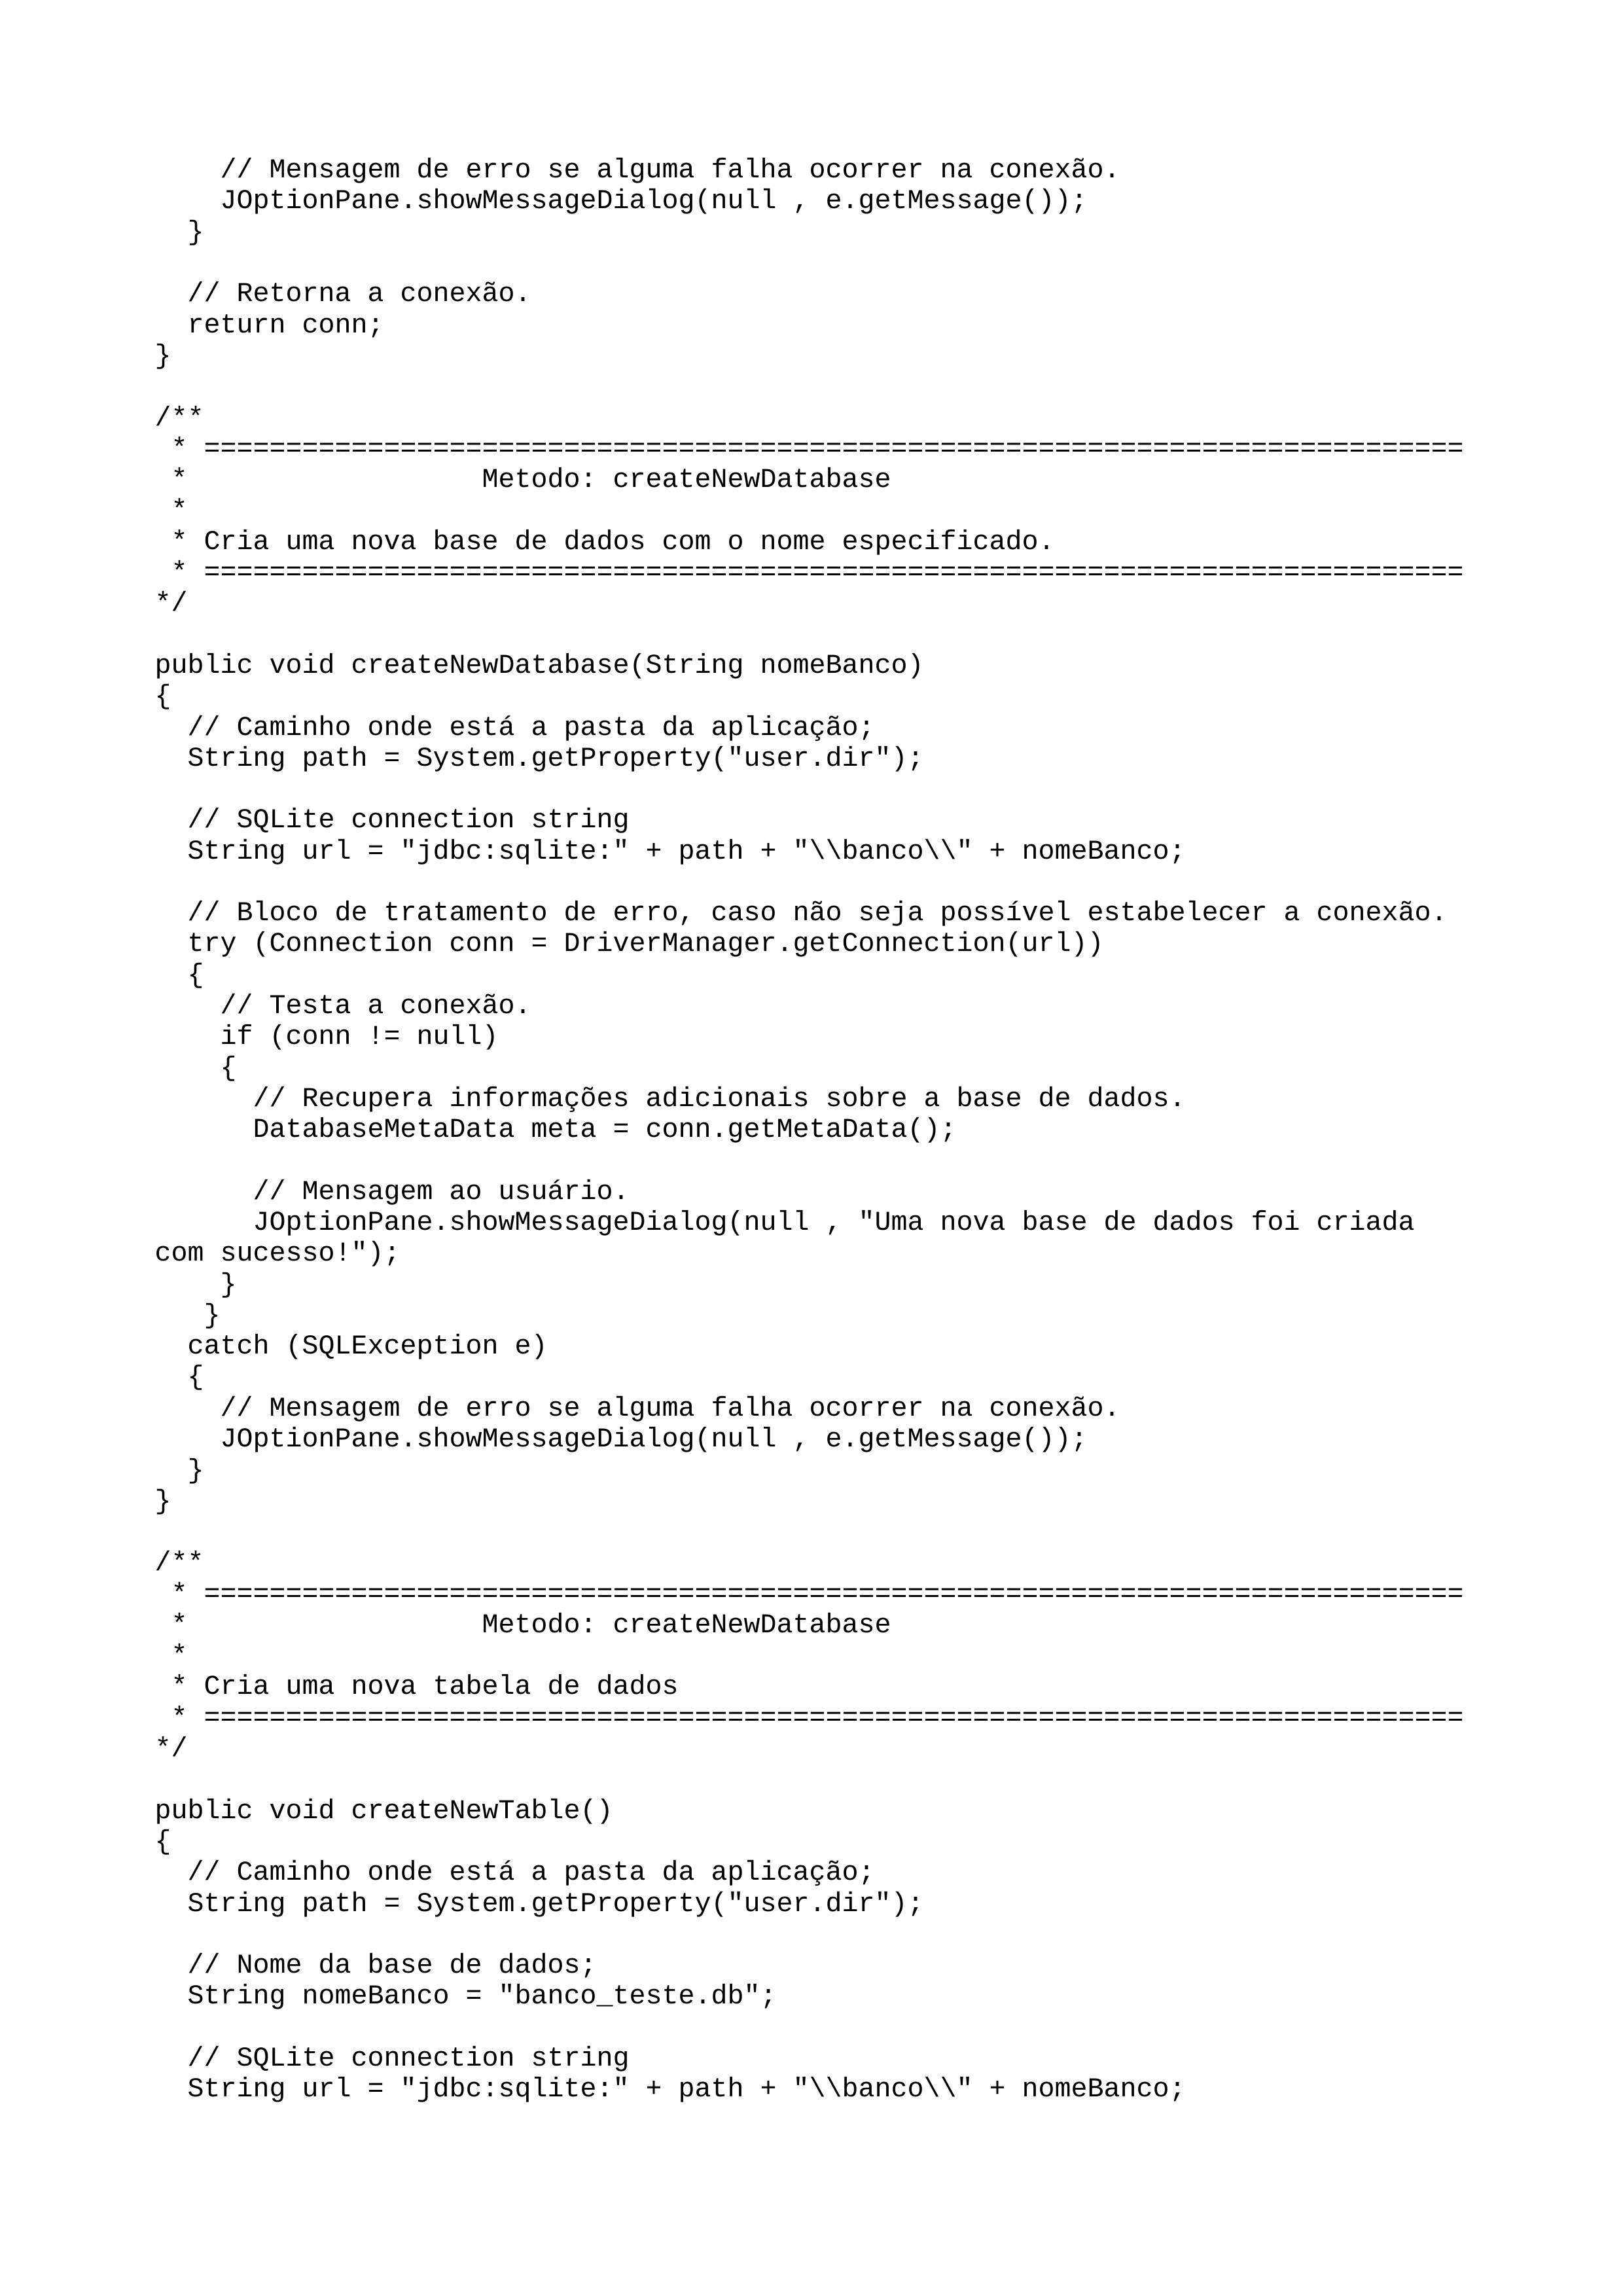 // Mensagem de erro se alguma falha ocorrer na conexão.
    JOptionPane.showMessageDialog(null , e.getMessage());
  }

  // Retorna a conexão.
  return conn;
}

/**
 * =============================================================================
 *                  Metodo: createNewDatabase
 *
 * Cria uma nova base de dados com o nome especificado.
 * =============================================================================
*/

public void createNewDatabase(String nomeBanco)
{
  // Caminho onde está a pasta da aplicação;
  String path = System.getProperty("user.dir");

  // SQLite connection string
  String url = "jdbc:sqlite:" + path + "\\banco\\" + nomeBanco;

  // Bloco de tratamento de erro, caso não seja possível estabelecer a conexão.
  try (Connection conn = DriverManager.getConnection(url))
  {
    // Testa a conexão.
    if (conn != null)
    {
      // Recupera informações adicionais sobre a base de dados.
      DatabaseMetaData meta = conn.getMetaData();

      // Mensagem ao usuário.
      JOptionPane.showMessageDialog(null , "Uma nova base de dados foi criada
com sucesso!");
    }
   }
  catch (SQLException e)
  {
    // Mensagem de erro se alguma falha ocorrer na conexão.
    JOptionPane.showMessageDialog(null , e.getMessage());
  }
}

/**
 * =============================================================================
 *                  Metodo: createNewDatabase
 *
 * Cria uma nova tabela de dados
 * =============================================================================
*/

public void createNewTable()
{
  // Caminho onde está a pasta da aplicação;
  String path = System.getProperty("user.dir");

  // Nome da base de dados;
  String nomeBanco = "banco_teste.db";

  // SQLite connection string
  String url = "jdbc:sqlite:" + path + "\\banco\\" + nomeBanco;